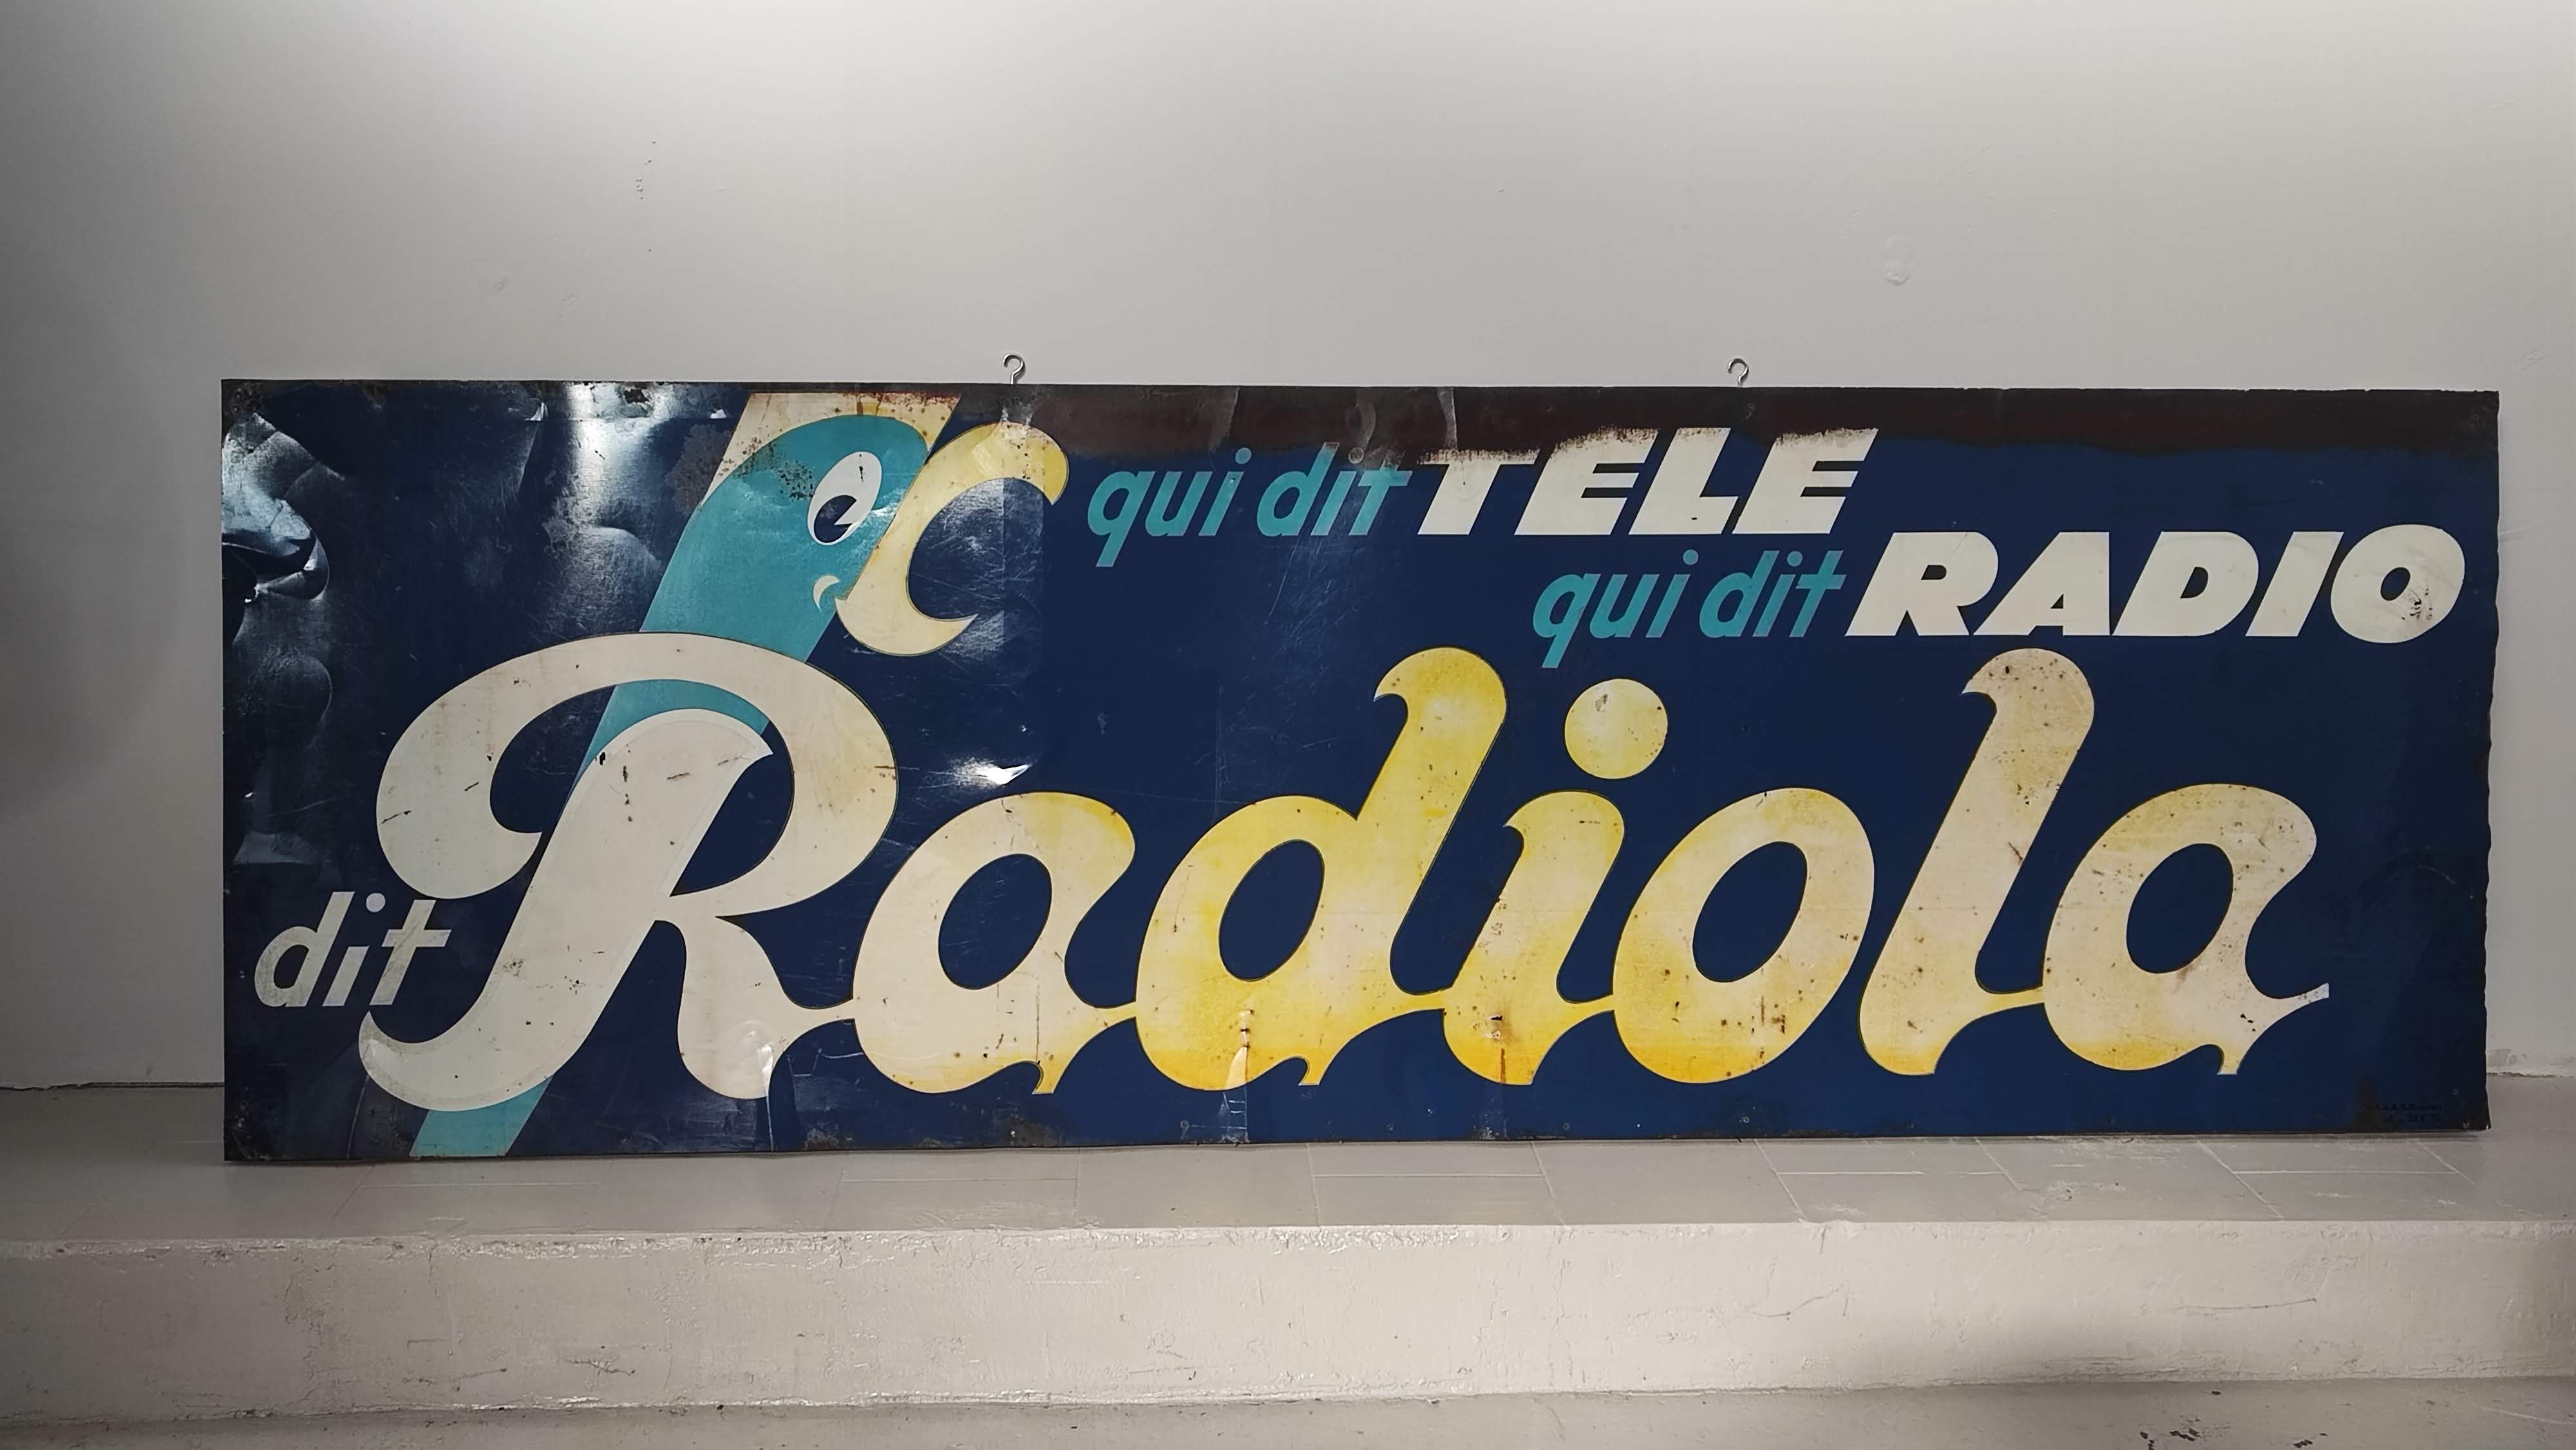 qui dit TELE
qui dit RADIO
dit Radiola